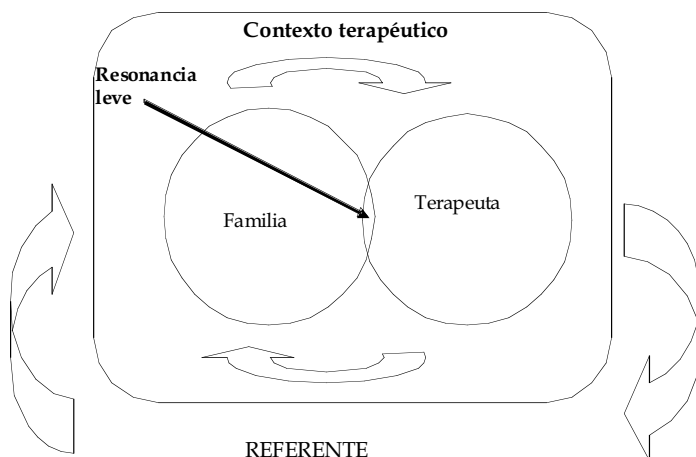 Contexto terapéutico
Resonancia
leve
Familia
Terapeuta
REFERENTE